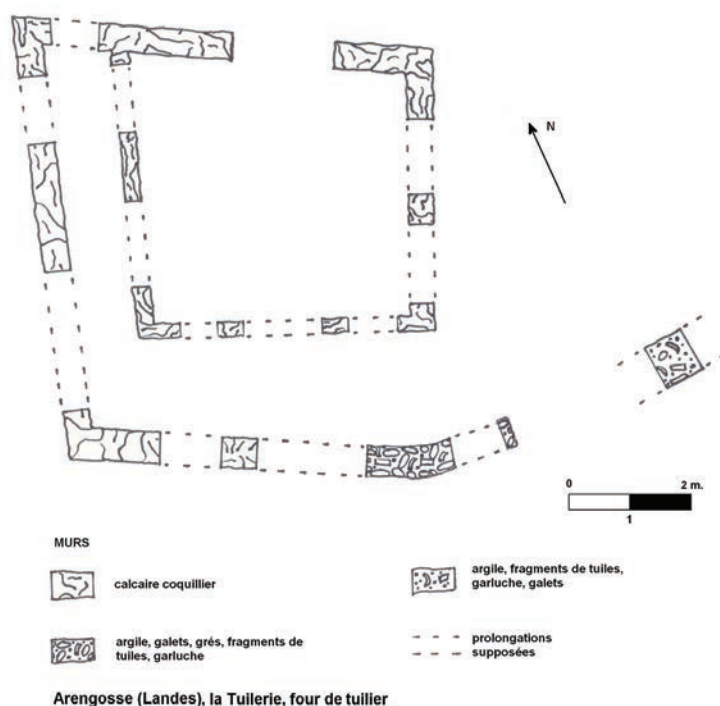 N
0
2 m.
1
MURS
calcaire coquillier
argile, fragments de tuiles,
garluche, galets
argile, galets, grés, fragments de
tuiles, garluche
prolongations
supposées
Arengosse (Landes), la Tuilerie, four de tuilier